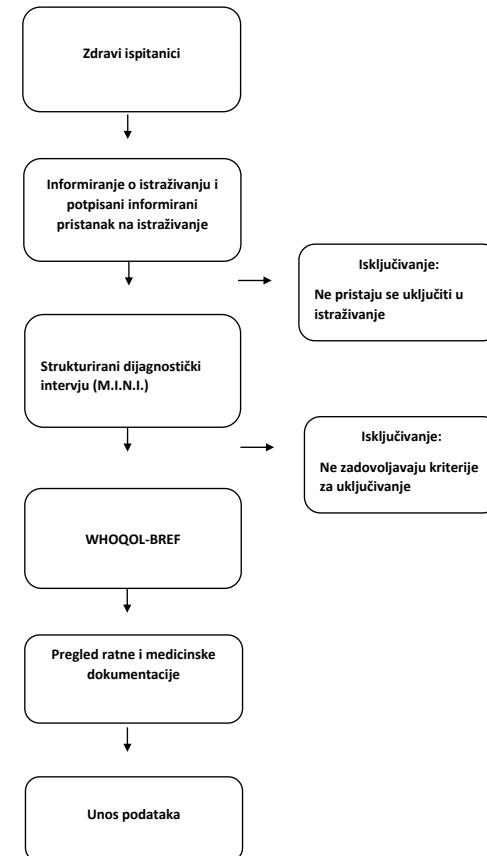 Zdravi ispitanici
Informiranje o istraživanju i
potpisani informirani
pristanak na istraživanje
Isključivanje:
Ne pristaju se uključiti u
istraživanje
Strukturirani dijagnostički
intervju (M.I.N.I.)
Isključivanje:
Ne zadovoljavaju kriterije
za uključivanje
WHOQOL-BREF
Pregled ratne i medicinske
dokumentacije
Unos podataka